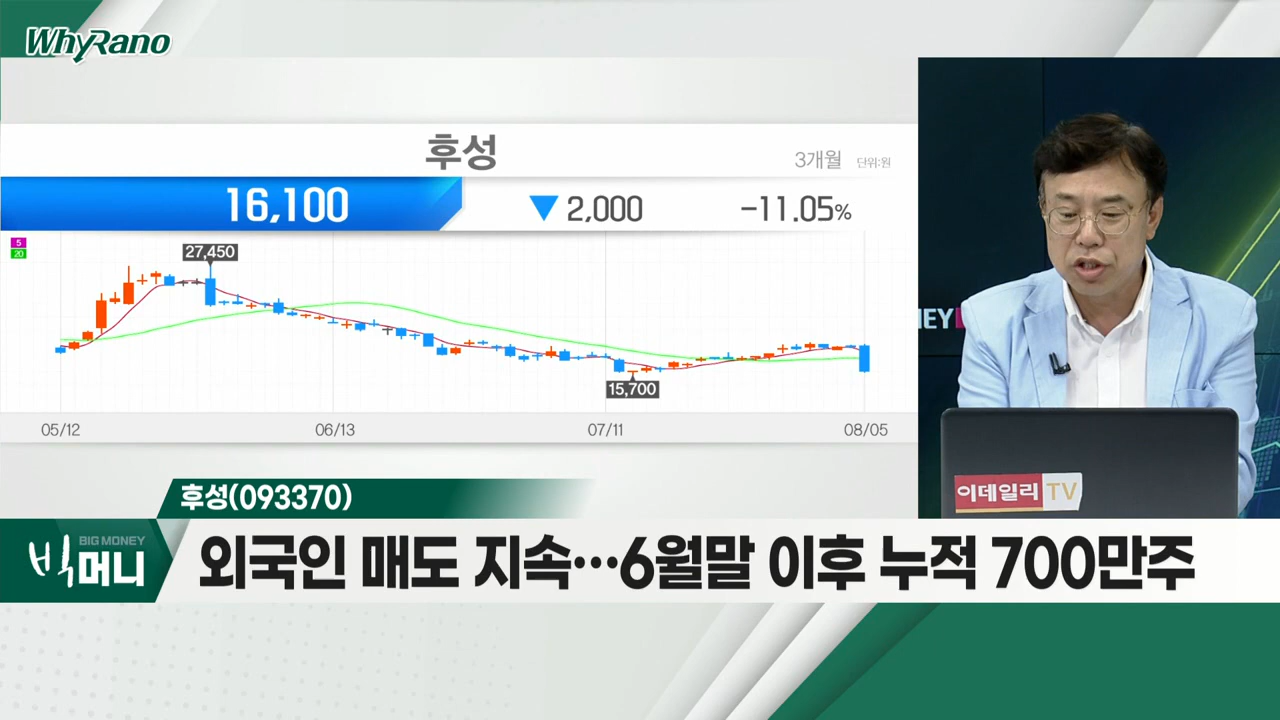 WhyRano
후성
3개월 단위:원
16,100 ▼ 2,000 -11.05%
5
20
27,450
15,700
05/12 06/13 07/11 08/05
NEY
이데일리 TV
후성(093370)
BIG MONEY
빅머니
외국인 매도 지속…6월말 이후 누적 700만주